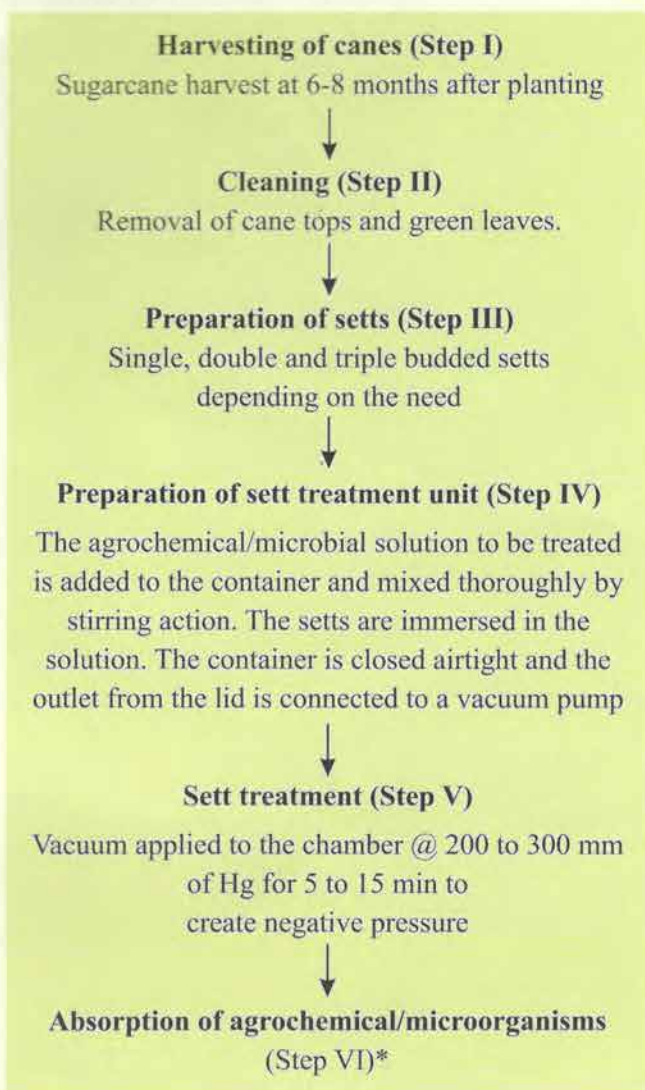 Harvesting of canes (Step I)
Sugarcane harvest at 6-8 months after planting
Cleaning (Step II)
Removal of cane tops and green leaves.
Preparation of setts (Step III)
Single, double and triple budded setts
depending on the need
Preparation of sett treatment unit (Step IV)
The agrochemical/microbial solution to be treated
is added to the container and mixed thoroughly by
stirring action. The setts are immersed in the
solution. The container is closed airtight and the
outlet from the lid is connected to a vacuum pump
Sett treatment (Step V)
Vacuum applied to the chamber @ 200 to 300 mm
of Hg for 5 to 15 min to
create negative pressure
Absorption of agrochemical/microorganisms
(Step VI)*